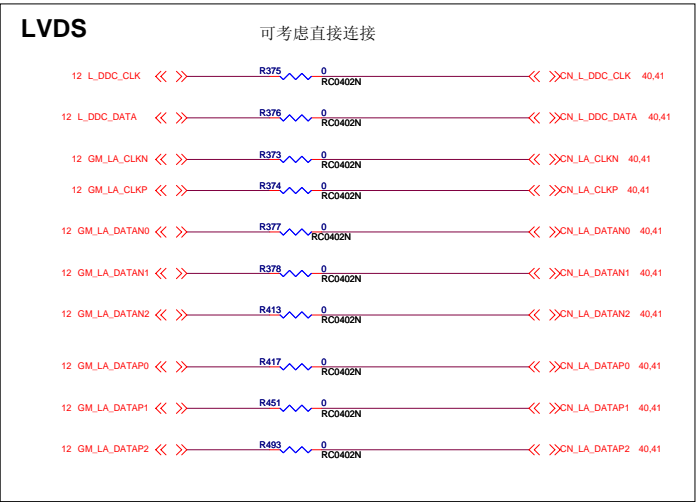 LVDS 可考虑直接连接
12 L_DDC_CLK R375 0 RC0402N CN_L_DDC_CLK 40,41
12 L_DDC_DATA R376 0 RC0402N CN_L_DDC_DATA 40,41
12 GM_LA_CLKN R373 0 RC0402N CN_LA_CLKN 40,41
12 GM_LA_CLKP R374 0 RC0402N CN_LA_CLKP 40,41
12 GM_LA_DATAN0 R377 0 RC0402N CN_LA_DATAN0 40,41
12 GM_LA_DATAN1 R378 0 RC0402N CN_LA_DATAN1 40,41
12 GM_LA_DATAN2 R413 0 RC0402N CN_LA_DATAN2 40,41
12 GM_LA_DATAP0 R417 0 RC0402N CN_LA_DATAP0 40,41
12 GM_LA_DATAP1 R451 0 RC0402N CN_LA_DATAP1 40,41
12 GM_LA_DATAP2 R493 0 RC0402N CN_LA_DATAP2 40,41